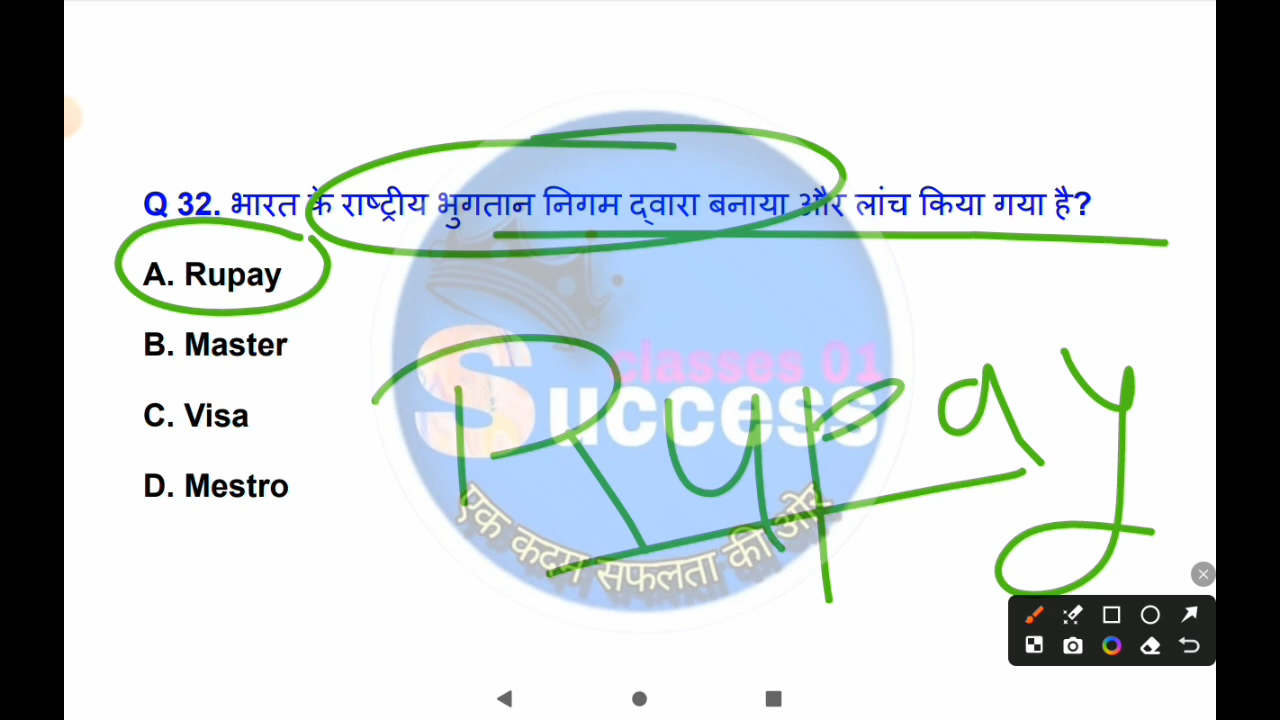 Q 32. भारत के राष्ट्रीय भुगतान निगम द्वारा बनाया और लांच किया गया है?
A. Rupay
B. Master
C. Visa
D. Mestro
Rupay
classes 01
Success
एक कदम सफलता की ओर